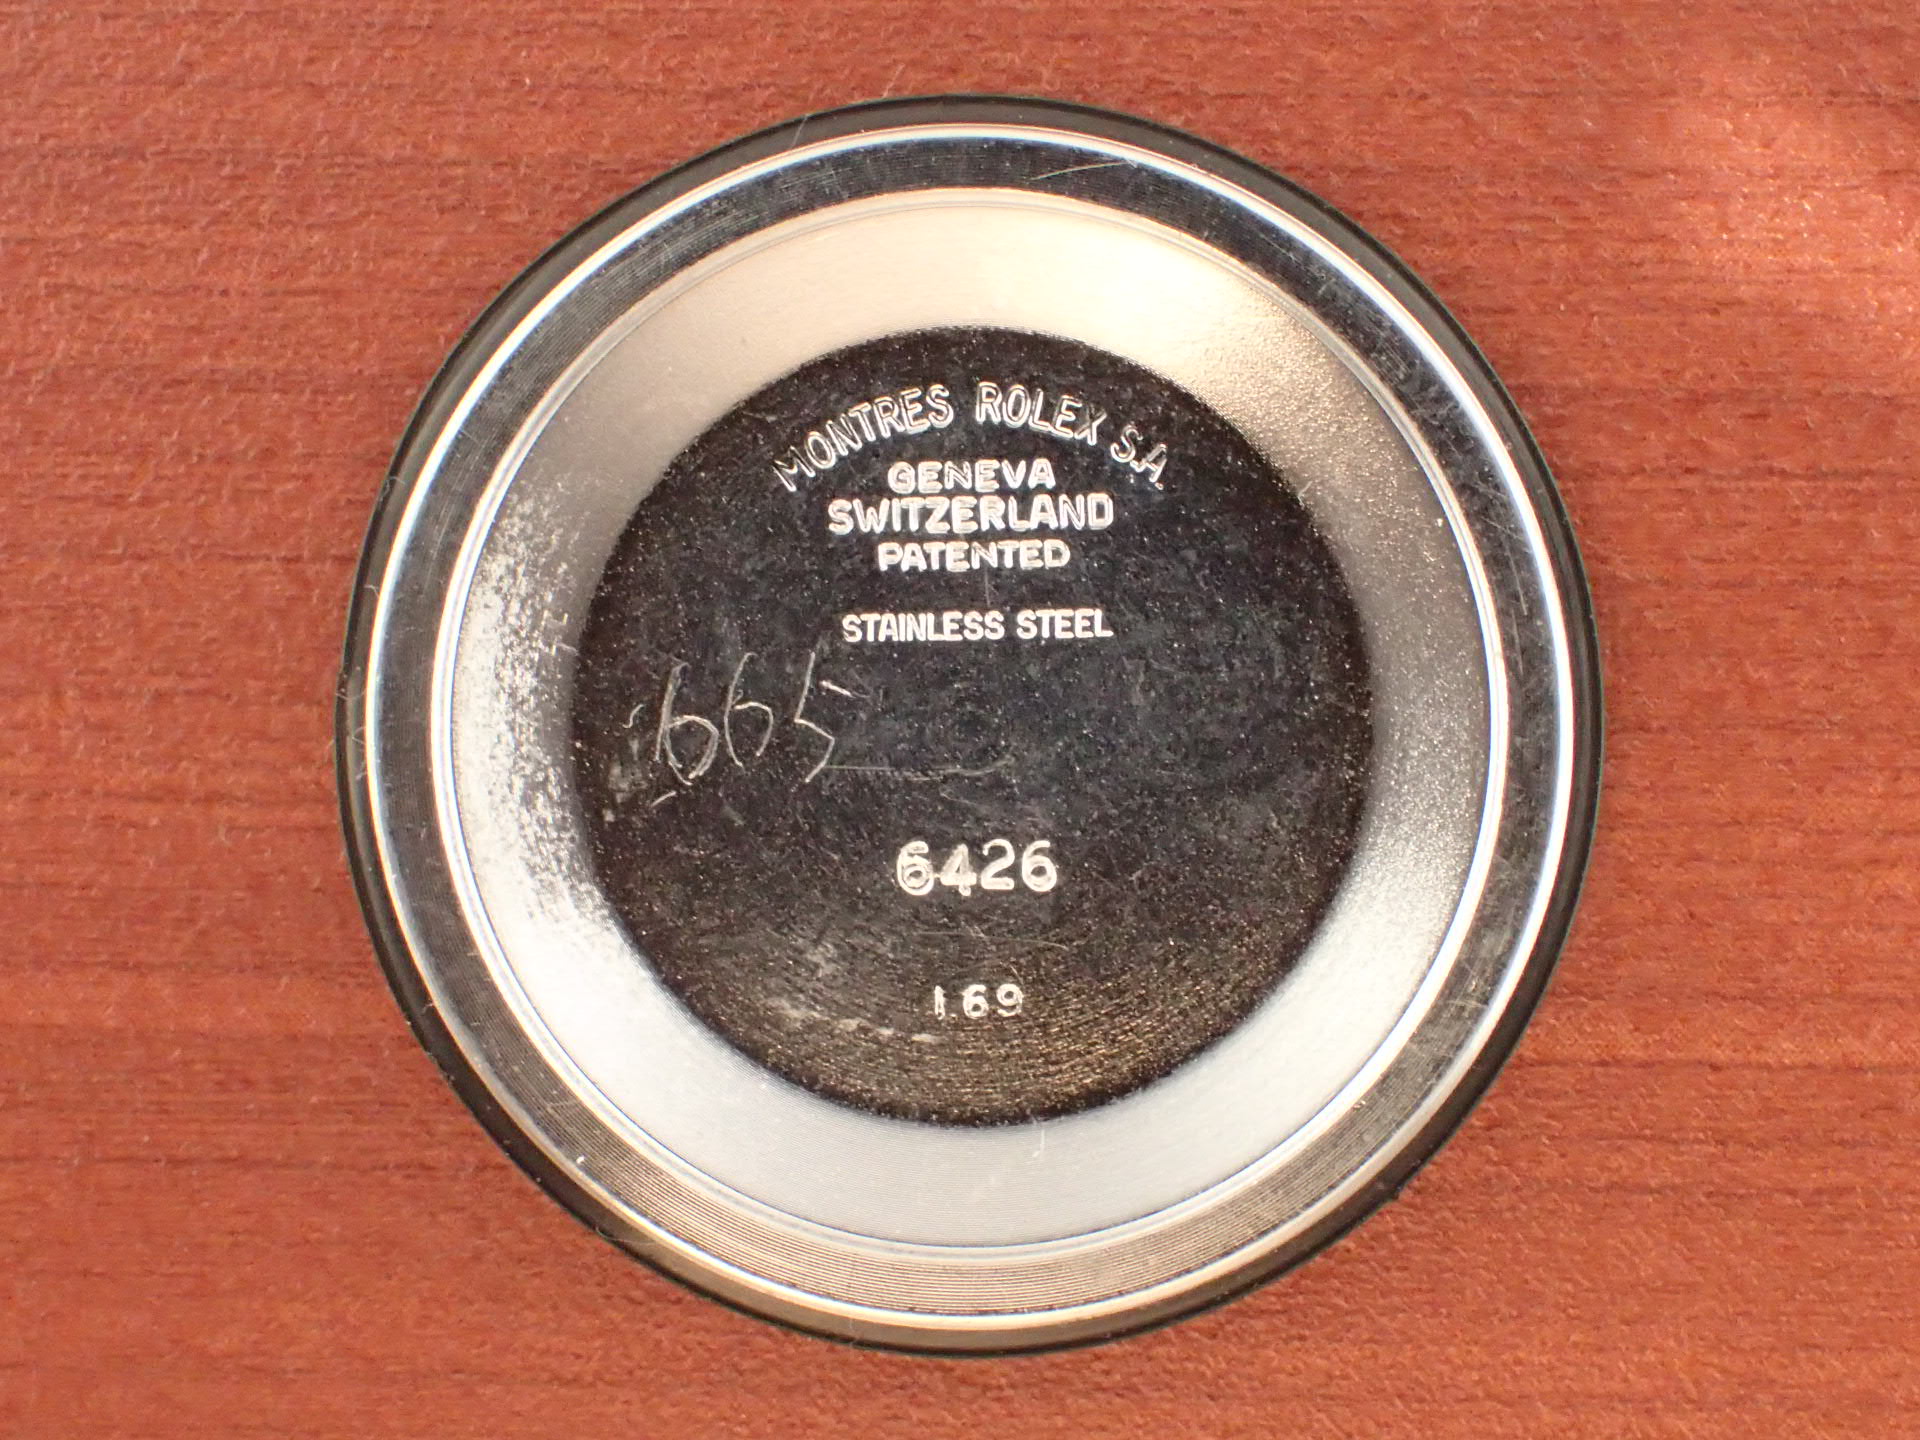 MONTRES ROLEX S.A.
GENEVA
SWITZERLAND
PATENTED
STAINLESS STEEL
665
6426
I.69